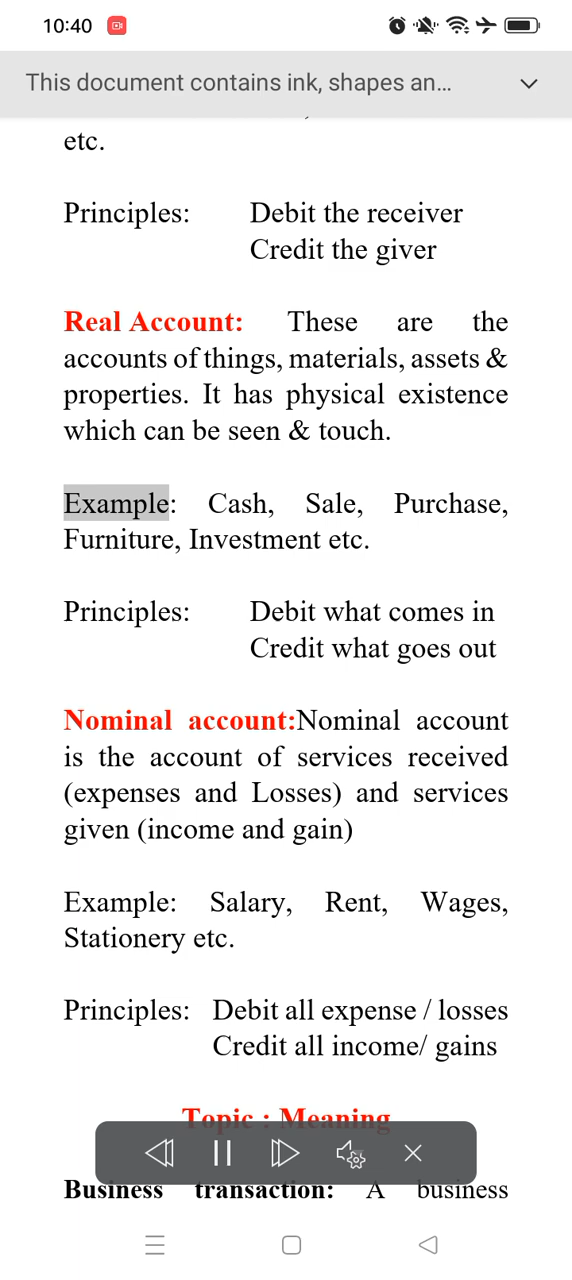 10:40
This document contains ink, shapes an...
etc.
Principles: Debit the receiver
Credit the giver
Real Account: These are the
accounts of things, materials, assets &
properties. It has physical existence
which can be seen & touch.
Example: Cash, Sale, Purchase,
Furniture, Investment etc.
Principles: Debit what comes in
Credit what goes out
Nominal account:Nominal account
is the account of services received
(expenses and Losses) and services
given (income and gain)
Example: Salary, Rent, Wages,
Stationery etc.
Principles: Debit all expense / losses
Credit all income/ gains
Topic : Meaning
Business transaction: A business